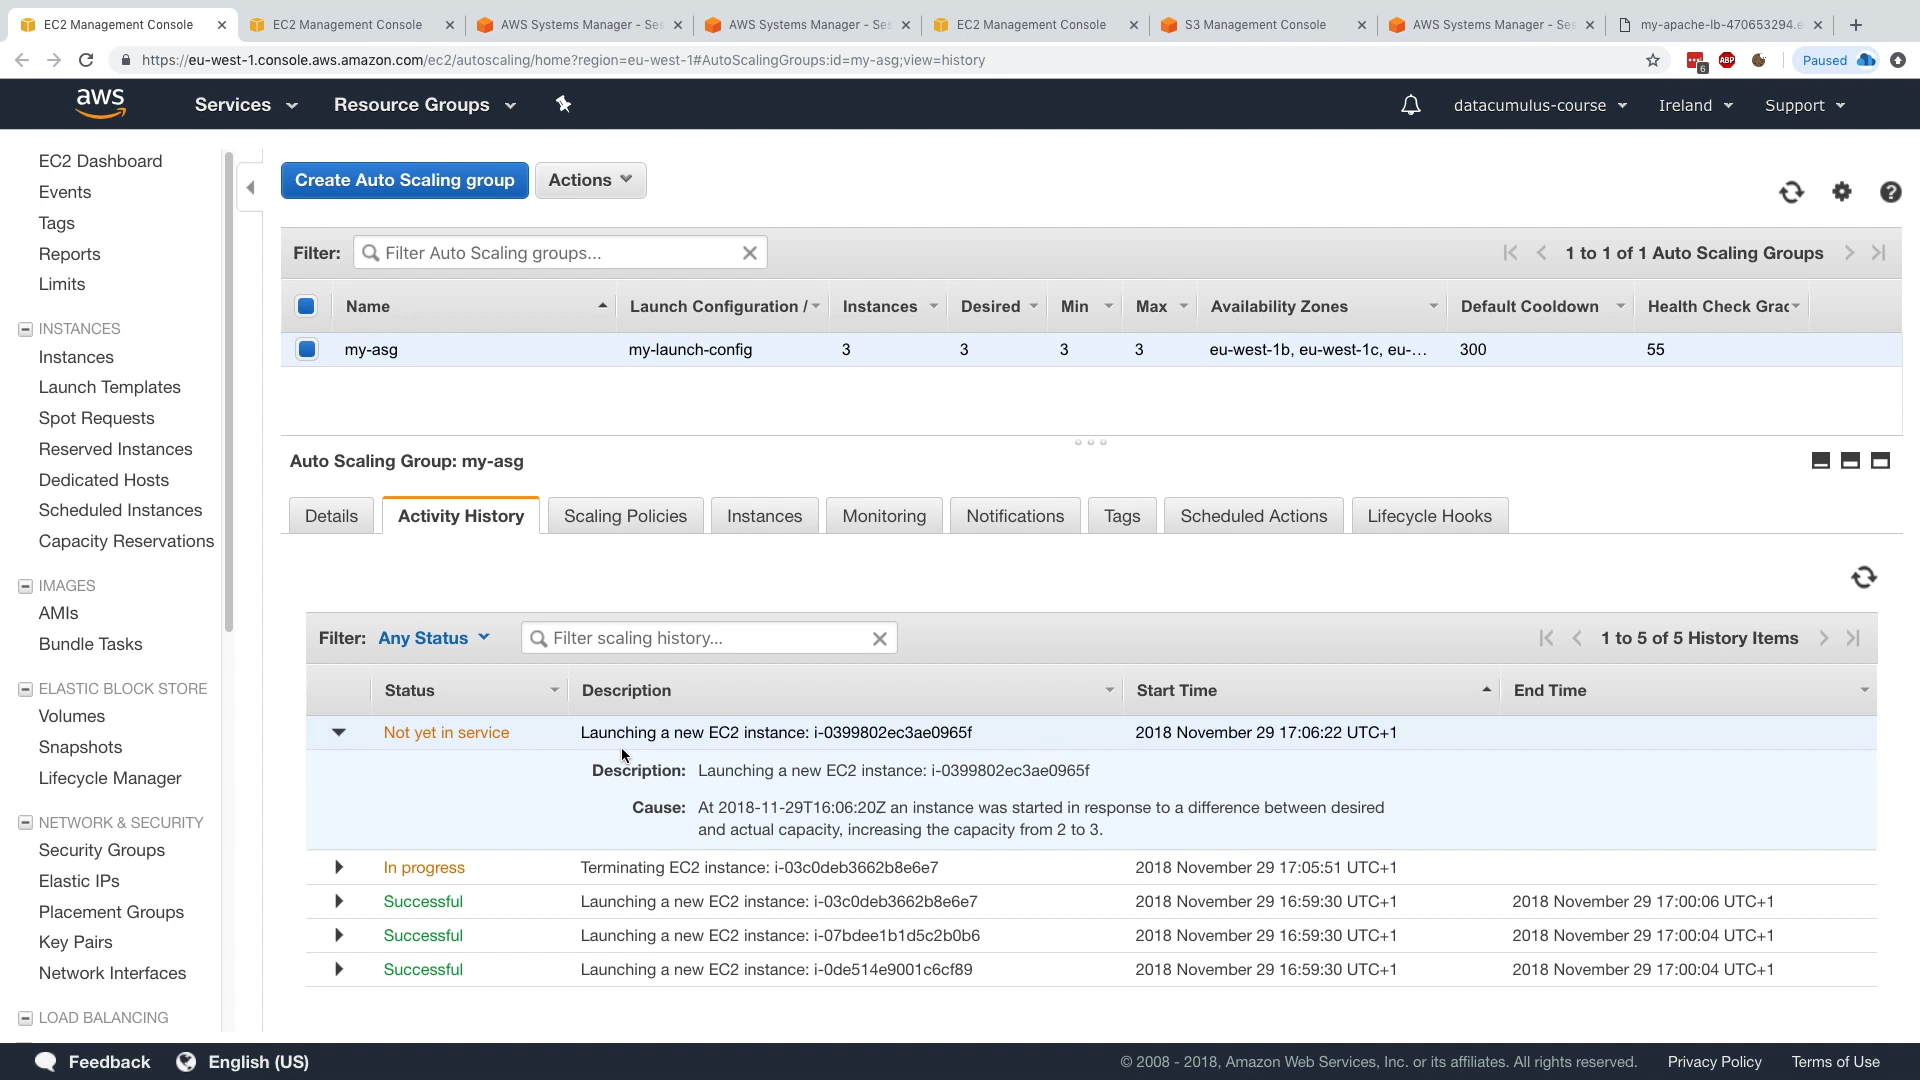 EC2 Management Console
EC2 Management Console
AWS Systems Manager - Ses
AWS Systems Manager - Ses
EC2 Management Console
S3 Management Console
AWS Systems Manager - Ses
my-apache-lb-470653294.e
https://eu-west-1.console.aws.amazon.com/ec2/autoscaling/home?region=eu-west-1#AutoScalingGroups:id=my-asg;view=history
6
ABP
Paused
aws
Services
Resource Groups
datacumulus-course
Ireland
Support
EC2 Dashboard
Events
Tags
Reports
Limits
INSTANCES
Instances
Launch Templates
Spot Requests
Reserved Instances
Dedicated Hosts
Scheduled Instances
Capacity Reservations
IMAGES
AMIs
Bundle Tasks
ELASTIC BLOCK STORE
Volumes
Snapshots
Lifecycle Manager
NETWORK & SECURITY
Security Groups
Elastic IPs
Placement Groups
Key Pairs
Network Interfaces
LOAD BALANCING
Create Auto Scaling group
Actions
Filter: Filter Auto Scaling groups...
1 to 1 of 1 Auto Scaling Groups
Name Launch Configuration / Instances Desired Min Max Availability Zones Default Cooldown Health Check Grac
my-asg my-launch-config 3 3 3 3 eu-west-1b, eu-west-1c, eu-... 300 55
Auto Scaling Group: my-asg
Details Activity History Scaling Policies Instances Monitoring Notifications Tags Scheduled Actions Lifecycle Hooks
Filter: Any Status Filter scaling history...
1 to 5 of 5 History Items
Status Description Start Time End Time
Not yet in service Launching a new EC2 instance: i-0399802ec3ae0965f 2018 November 29 17:06:22 UTC+1
Description: Launching a new EC2 instance: i-0399802ec3ae0965f
Cause: At 2018-11-29T16:06:20Z an instance was started in response to a difference between desired
and actual capacity, increasing the capacity from 2 to 3.
In progress Terminating EC2 instance: i-03c0deb3662b8e6e7 2018 November 29 17:05:51 UTC+1
Successful Launching a new EC2 instance: i-03c0deb3662b8e6e7 2018 November 29 16:59:30 UTC+1 2018 November 29 17:00:06 UTC+1
Successful Launching a new EC2 instance: i-07bdee1b1d5c2b0b6 2018 November 29 16:59:30 UTC+1 2018 November 29 17:00:04 UTC+1
Successful Launching a new EC2 instance: i-0de514e9001c6cf89 2018 November 29 16:59:30 UTC+1 2018 November 29 17:00:04 UTC+1
Feedback
English (US)
© 2008 - 2018, Amazon Web Services, Inc. or its affiliates. All rights reserved.
Privacy Policy
Terms of Use